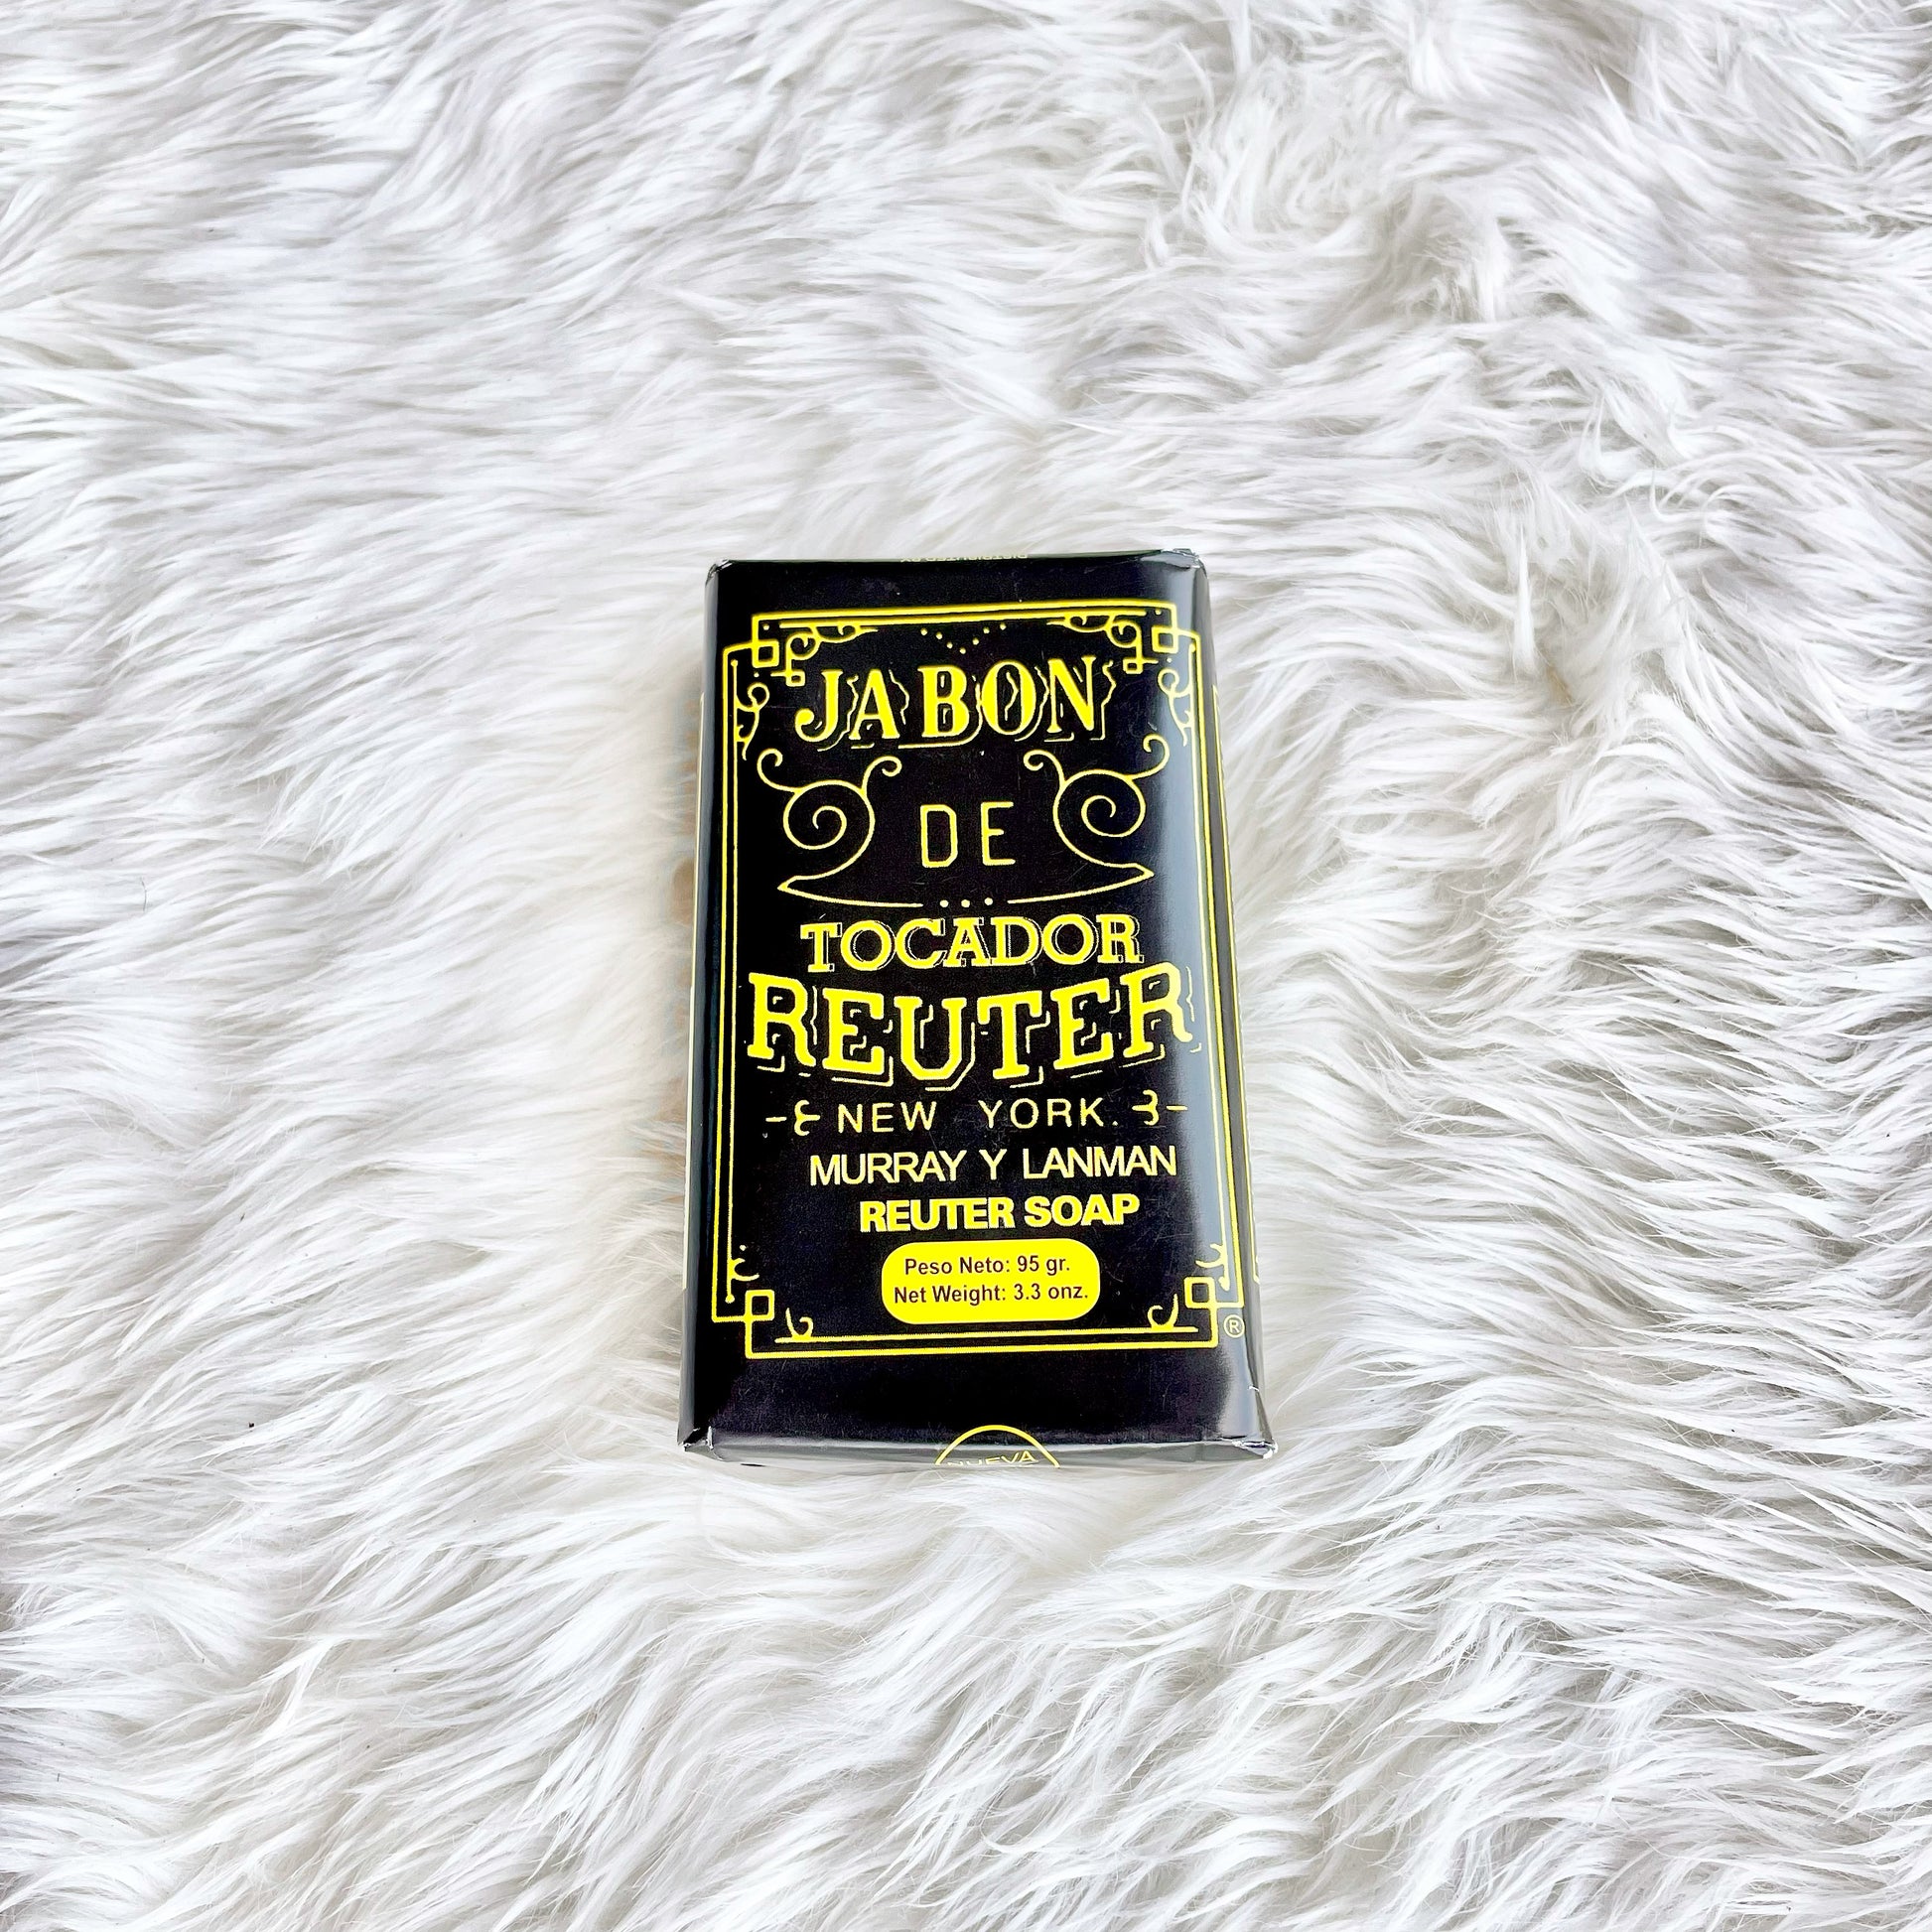 JABON
DE
TOCADOR
REUTER
NEW YORK.
MURRAY Y LANMAN
REUTER SOAP
Peso Neto: 95 gr.
Net Weight: 3.3 onz.
®
NUEVA